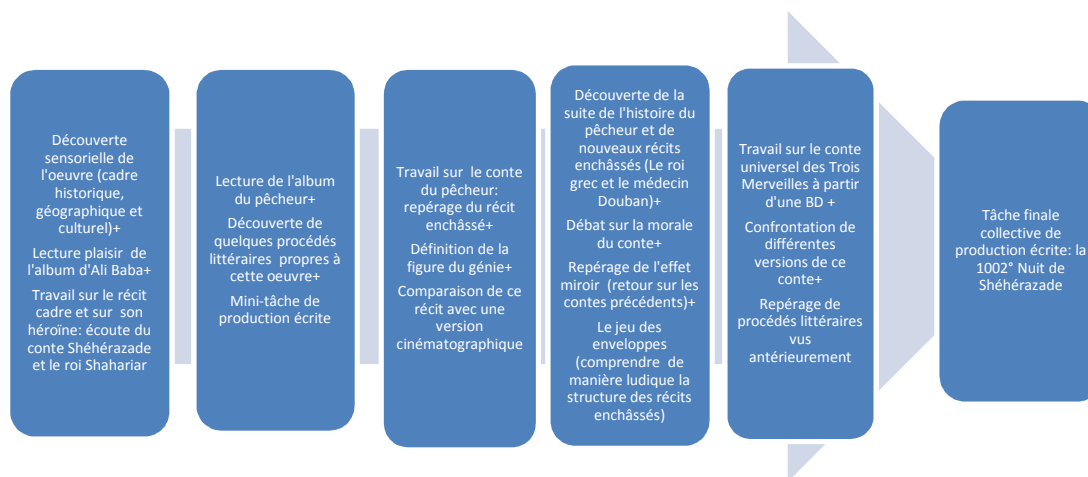 Découverte
sensorielle de
l'oeuvre (cadre
historique,
géographique et
culturel)+
Lecture plaisir de
l'album d'Ali Baba+
Travail sur le récit
cadre et sur son
héroïne: écoute du
conte Shéhérazade
et le roi Shahariar
Lecture de l'album
du pêcheur+
Découverte de
quelques procédés
littéraires propres à
cette oeuvre+
Mini-tâche de
production écrite
Travail sur le conte
du pêcheur:
repérage du récit
enchâssé+
Définition de la
figure du génie+
Comparaison de ce
récit avec une
version
cinématographique
Découverte de la
suite de l'histoire du
pêcheur et de
nouveaux récits
enchâssés (Le roi
grec et le médecin
Douban)+
Débat sur la morale
du conte+
Repérage de l'effet
miroir (retour sur les
contes précédents)+
Le jeu des
enveloppes
(comprendre de
manière ludique la
structure des récits
enchâssés)
Travail sur le conte
universel des Trois
Merveilles à partir
d'une BD +
Confrontation de
différentes
versions de ce
conte+
Repérage de
procédés littéraires
vus
antérieurement
Tâche finale
collective de
production écrite: la
1002° Nuit de
Shéhérazade